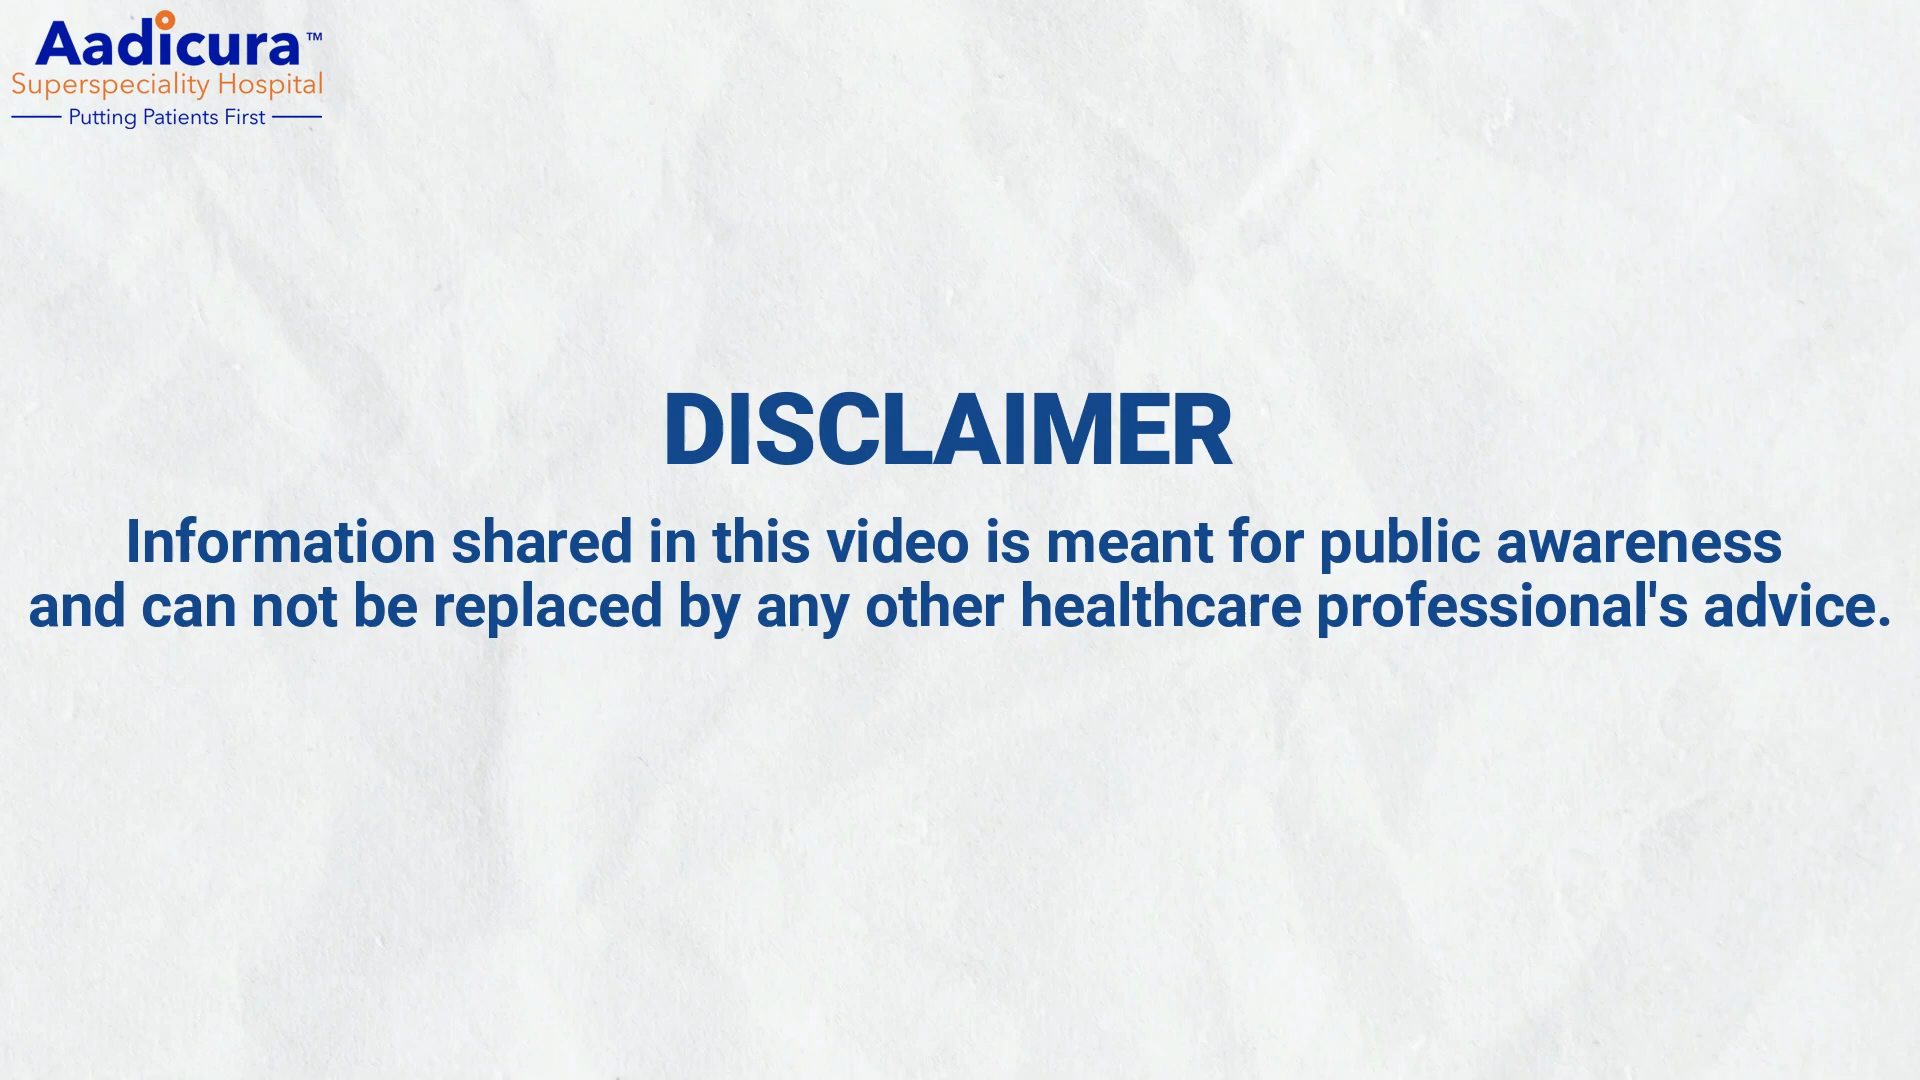 Aadicura™
Superspeciality Hospital
Putting Patients First
DISCLAIMER
Information shared in this video is meant for public awareness
and can not be replaced by any other healthcare professional's advice.